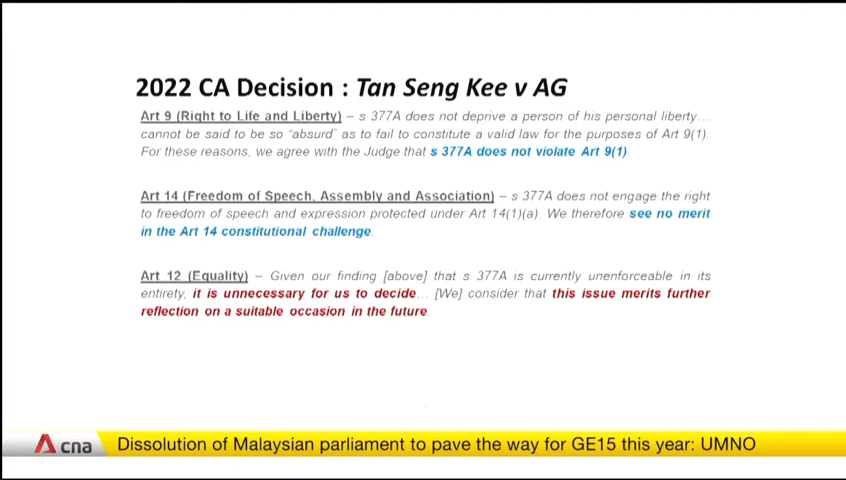 2022 CA Decision : Tan Seng Kee v AG
Art 9 (Right to Life and Liberty) – s 377A does not deprive a person of his personal liberty...
cannot be said to be so "absurd" as to fail to constitute a valid law for the purposes of Art 9(1).
For these reasons, we agree with the Judge that s 377A does not violate Art 9(1).
Art 14 (Freedom of Speech, Assembly and Association) – s 377A does not engage the right
to freedom of speech and expression protected under Art 14(1)(a). We therefore see no merit
in the Art 14 constitutional challenge.
Art 12 (Equality) – Given our finding [above] that s 377A is currently unenforceable in its
entirety, it is unnecessary for us to decide... [We] consider that this issue merits further
reflection on a suitable occasion in the future.
cna
Dissolution of Malaysian parliament to pave the way for GE15 this year: UMNO